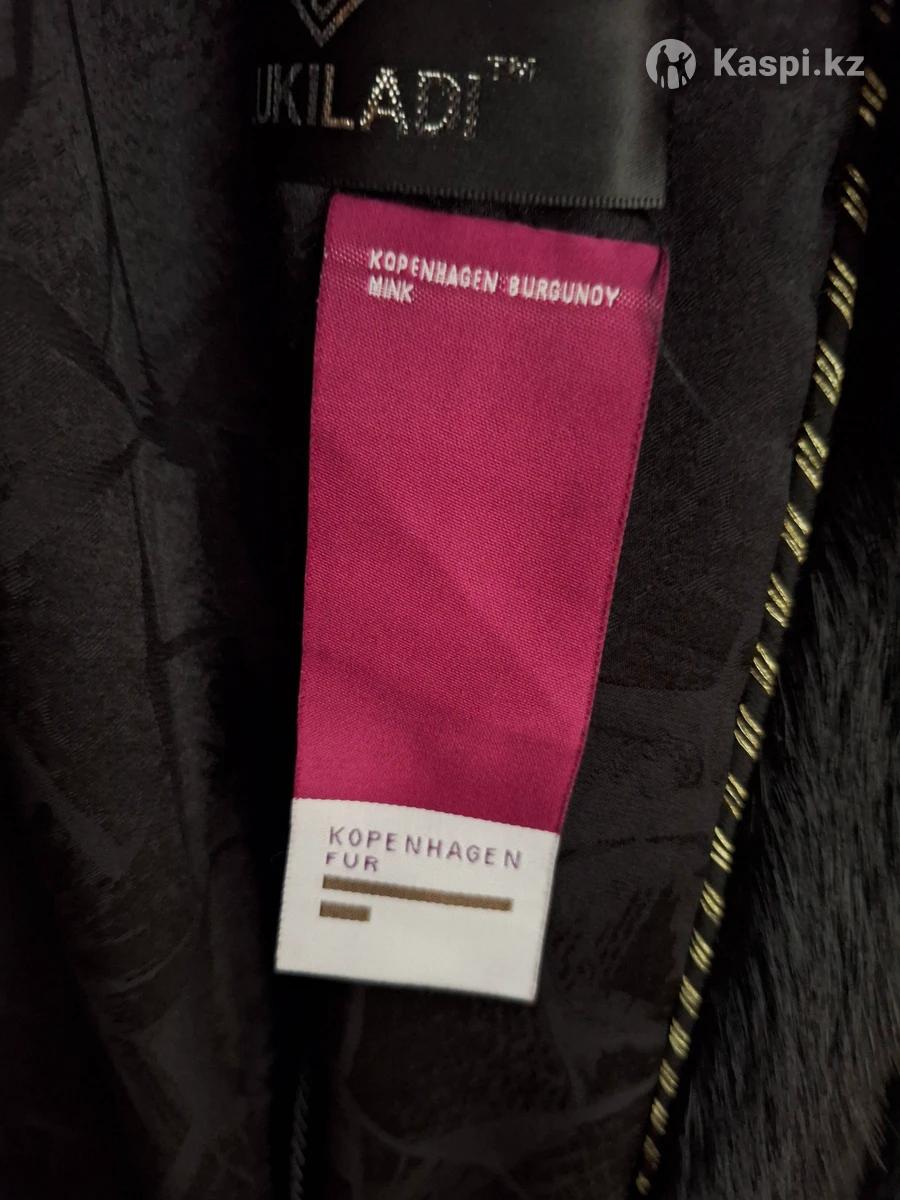 Kaspi.kz
UKILADI™
KOPENHAGEN BURGUNDY
MINK
KOPENHAGEN
FUR